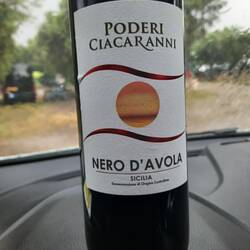 PODERI
CIACARANNI
NERO D'AVOLA
SICILIA
Denominazione di Origine Controllata